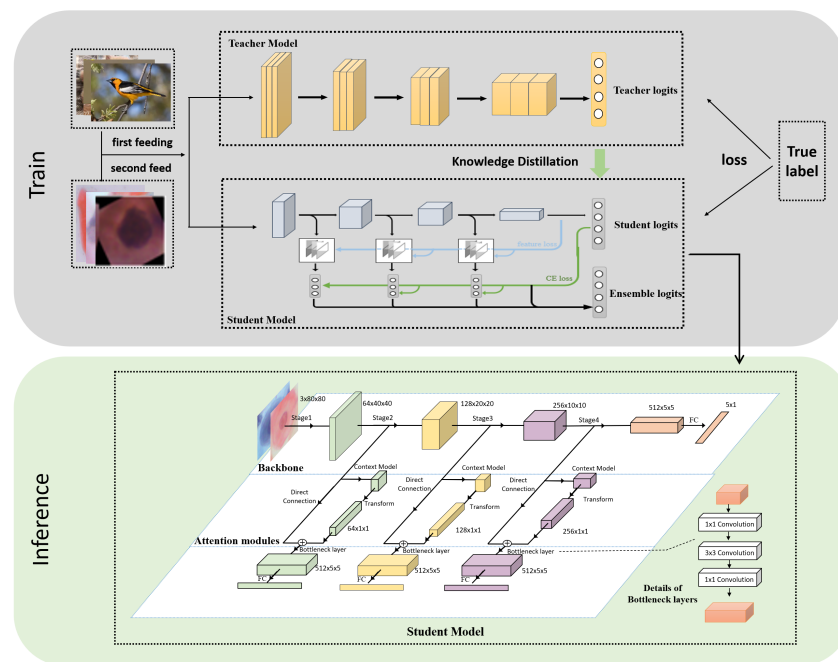 Train
Teacher Model
Teacher logits
first feeding
second feed
Knowledge Distillation
loss
True
label
Student logits
feature loss
CE loss
Ensemble logits
Student Model
Inference
3x80x80
64x40x40
128x20x20
256x10x10
512x5x5
5x1
Stage1
Stage2
Stage3
Stage4
FC
Backbone
Context Model
Context Model
Context Model
Direct
Connection
Direct
Connection
Direct
Connection
Transform
Transform
Transform
64x1x1
128x1x1
256x1x1
Attention modules
Bottleneck layer
Bottleneck layer
Bottleneck layer
512x5x5
512x5x5
512x5x5
FC
FC
FC
1x1 Convolution
3x3 Convolution
1x1 Convolution
Details of
Bottleneck layers
Student Model